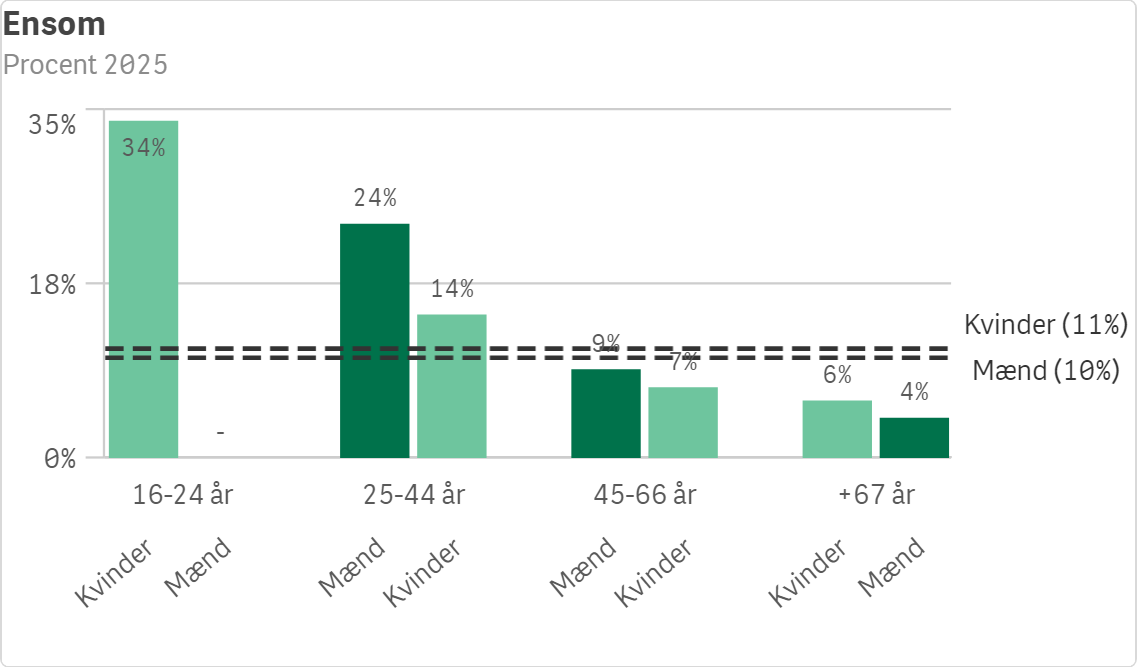 Ensom
Procent 2025
35%
34%
24%
18%
14%
Kvinder (11%)
9%
7%
Mænd (10%)
6%
4%
-
0%
16-24 år
25-44 år
45-66 år
+67 år
Kvinder
Mænd
Mænd
Kvinder
Mænd
Kvinder
Kvinder
Mænd